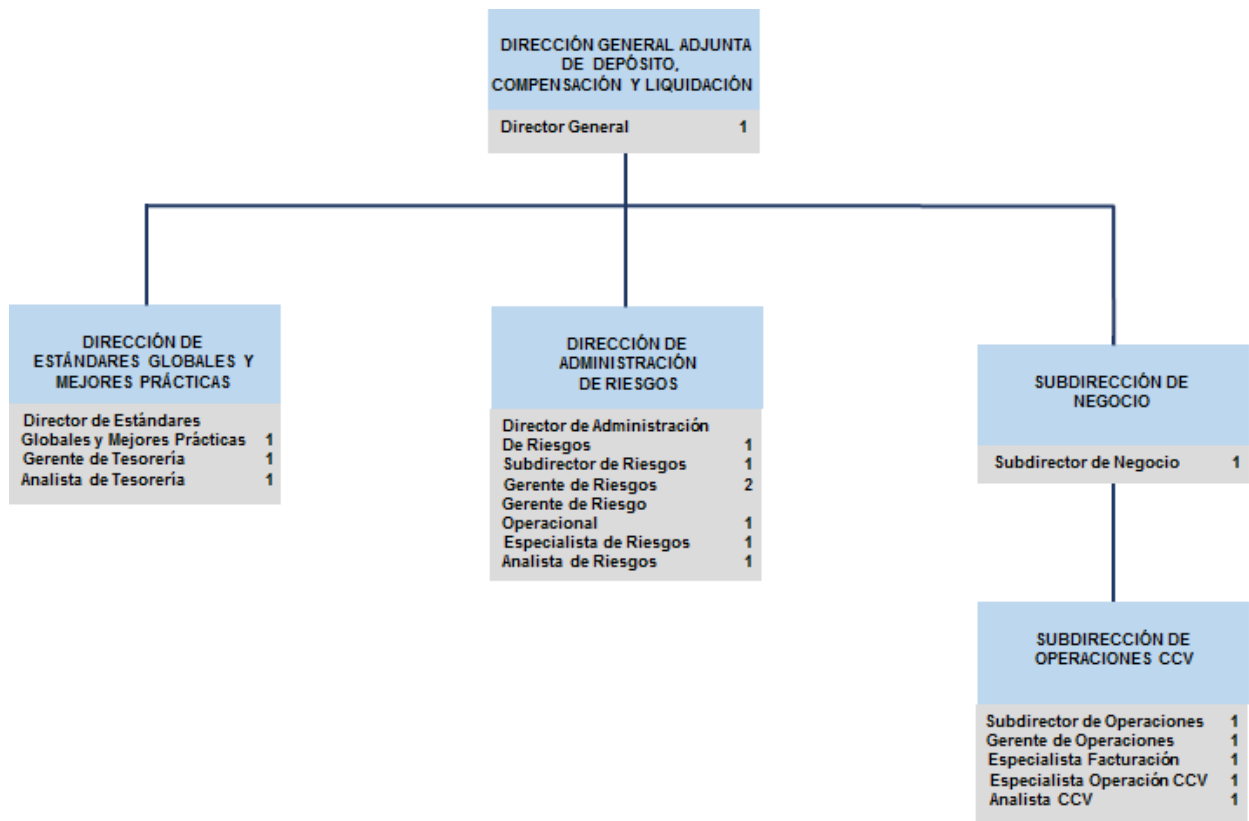 DIRECCIÓN GENERAL ADJUNTA
DE DEPÓSITO,
COMPENSACIÓN Y LIQUIDACIÓN
Director General 1
DIRECCIÓN DE
ESTÁNDARES GLOBALES Y
MEJORES PRÁCTICAS
Director de Estándares
Globales y Mejores Prácticas 1
Gerente de Tesorería 1
Analista de Tesorería 1
DIRECCIÓN DE
ADMINISTRACIÓN
DE RIESGOS
Director de Administración
De Riesgos 1
Subdirector de Riesgos 1
Gerente de Riesgos 2
Gerente de Riesgo
Operacional 1
Especialista de Riesgos 1
Analista de Riesgos 1
SUBDIRECCIÓN DE
NEGOCIO
Subdirector de Negocio 1
SUBDIRECCIÓN DE
OPERACIONES CCV
Subdirector de Operaciones 1
Gerente de Operaciones 1
Especialista Facturación 1
Especialista Operación CCV 1
Analista CCV 1